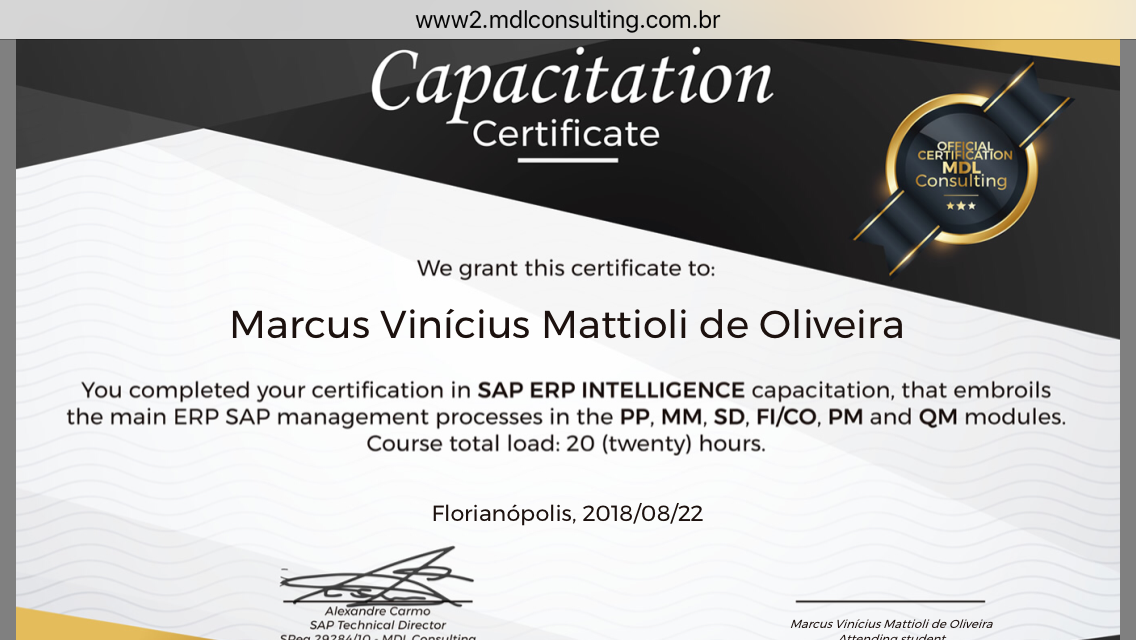 www2.mdlconsulting.com.br
Capacitation
Certificate
OFFICIAL
CERTIFICATION
MDL
Consulting
We grant this certificate to:
Marcus Vinícius Mattioli de Oliveira
You completed your certification in SAP ERP INTELLIGENCE capacitation, that embroils
the main ERP SAP management processes in the PP, MM, SD, FI/CO, PM and QM modules.
Course total load: 20 (twenty) hours.
Florianópolis, 2018/08/22
Alexandre Carmo
SAP Technical Director
SReg 29284/10 - MDL Consulting
Marcus Vinícius Mattioli de Oliveira
Attending student